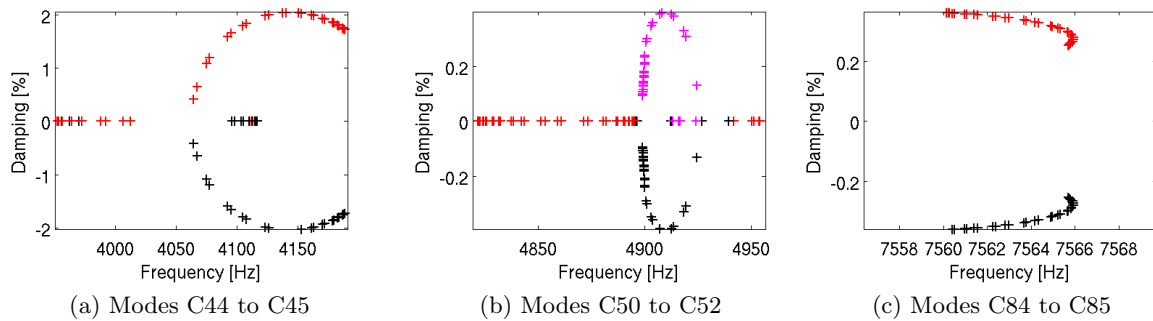 2
1
0
-1
-2
Damping [%]
4000 4050 4100 4150
Frequency [Hz]
(a) Modes C44 to C45
0.2
0
-0.2
Damping [%]
4850 4900 4950
Frequency [Hz]
(b) Modes C50 to C52
0.2
0
-0.2
Damping [%]
7558 7560 7562 7564 7566 7568
Frequency [Hz]
(c) Modes C84 to C85